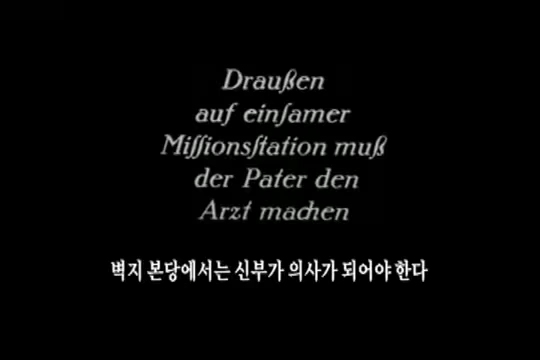 Draußen
auf einſamer
Miſſionsſtation muß
der Pater den
Arzt machen
벽지 본당에서는 신부가 의사가 되어야 한다